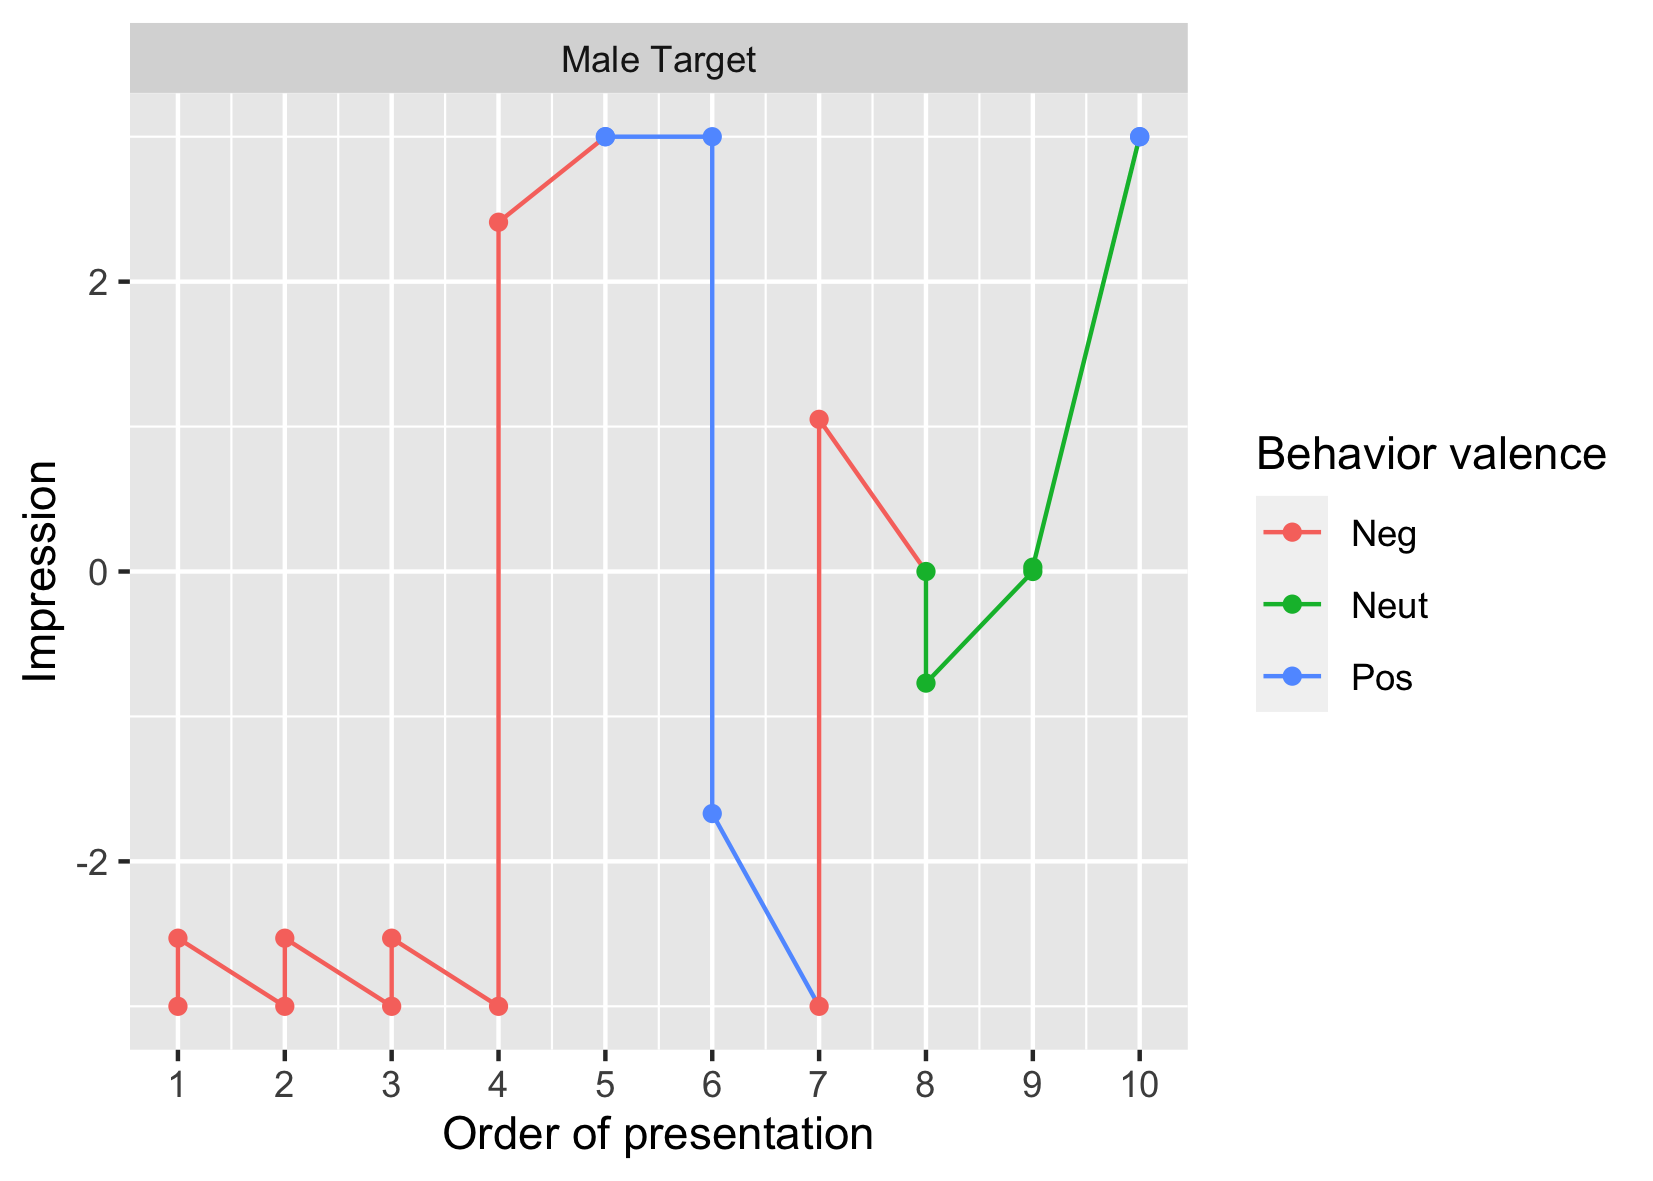 Male Target
Impression
2
0
-2
1 2 3 4 5 6 7 8 9 10
Order of presentation
Behavior valence
Neg
Neut
Pos